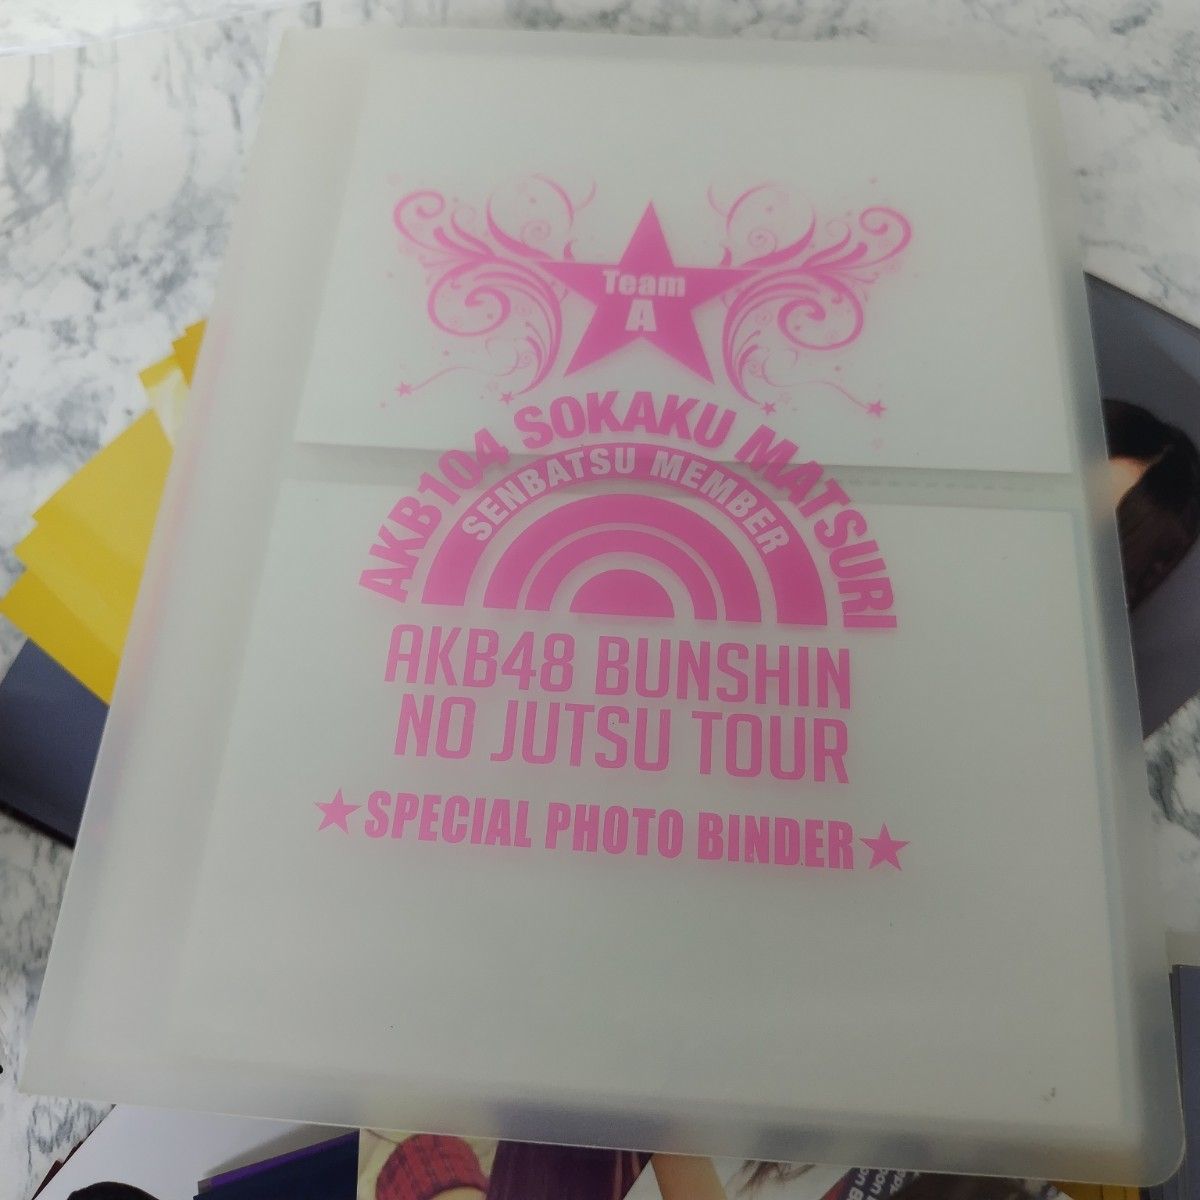 Team
A
AKB104 SOKAKU MATSURI
SENBATSU MEMBER
AKB48 BUNSHIN
NO JUTSU TOUR
★SPECIAL PHOTO BINDER★